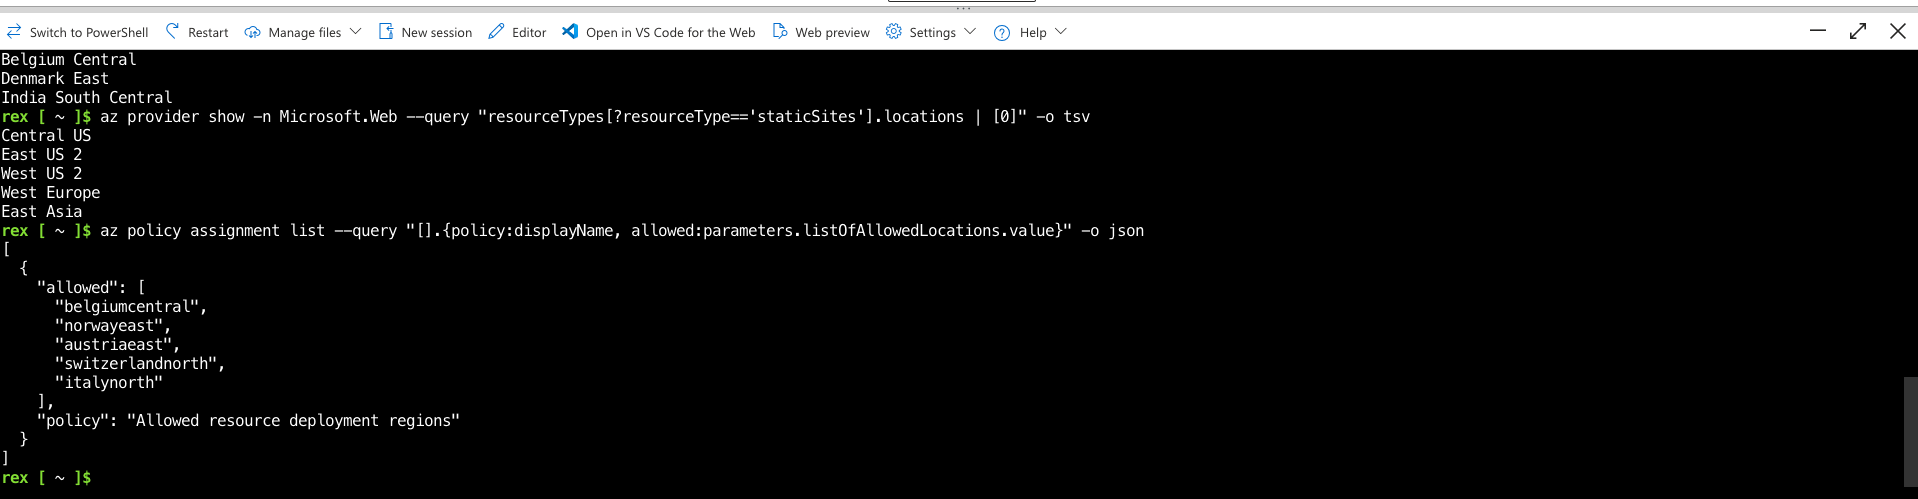 Switch to PowerShell Restart Manage files New session Editor Open in VS Code for the Web Web preview Settings Help
Belgium Central
Denmark East
India South Central
rex [ ~ ]$ az provider show -n Microsoft.Web --query "resourceTypes[?resourceType=='staticSites'].locations | [0]" -o tsv
Central US
East US 2
West US 2
West Europe
East Asia
rex [ ~ ]$ az policy assignment list --query "[].{policy:displayName, allowed:parameters.listOfAllowedLocations.value}" -o json
[
  {
    "allowed": [
      "belgiumcentral",
      "norwayeast",
      "austriaeast",
      "switzerlandnorth",
      "italynorth"
    ],
    "policy": "Allowed resource deployment regions"
  }
]
rex [ ~ ]$